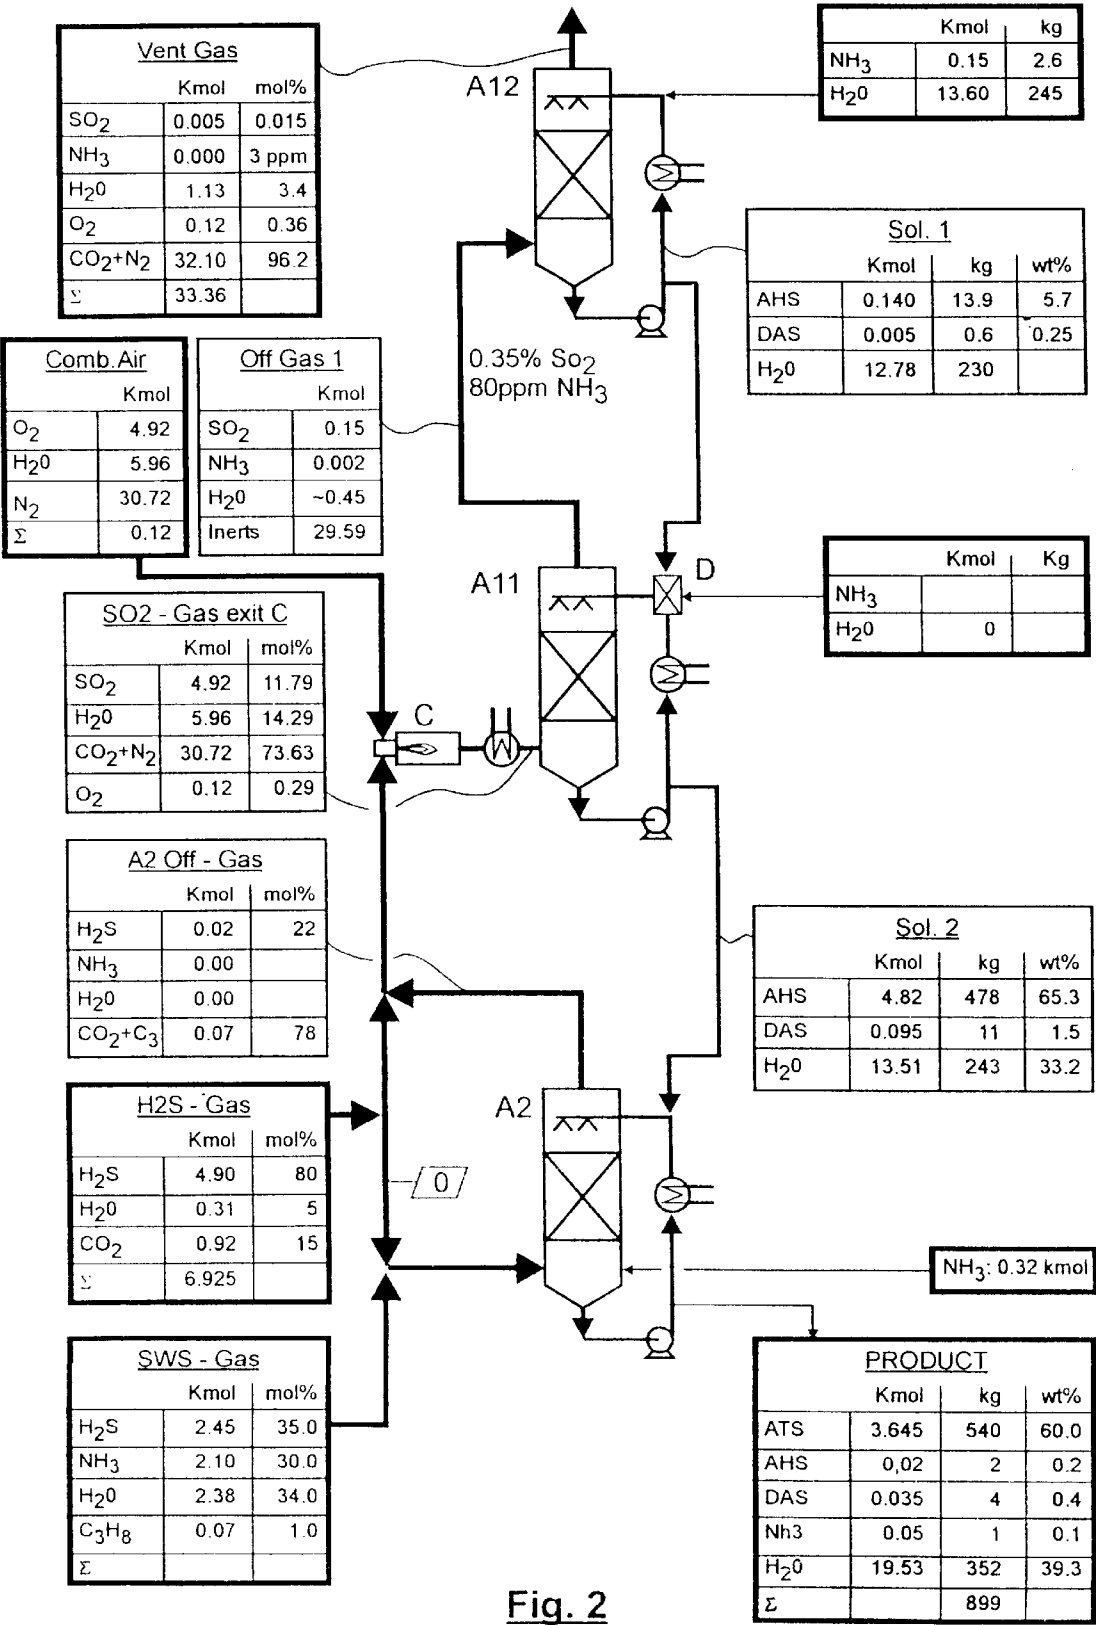 Vent Gas
Kmol mol%
SO2 0.005 0.015
NH3 0.000 3 ppm
H20 1.13 3.4
O2 0.12 0.36
CO2+N2 32.10 96.2
Σ 33.36
A12
Kmol kg
NH3 0.15 2.6
H20 13.60 245
Sol. 1
Kmol kg wt%
AHS 0.140 13.9 5.7
DAS 0.005 0.6 0.25
H20 12.78 230
Comb.Air
Kmol
O2 4.92
H20 5.96
N2 30.72
Σ 0.12
Off Gas 1
Kmol
SO2 0.15
NH3 0.002
H20 ~0.45
Inerts 29.59
0.35% So2
80ppm NH3
A11
D
Kmol Kg
NH3
H20 0
SO2 - Gas exit C
Kmol mol%
SO2 4.92 11.79
H20 5.96 14.29
CO2+N2 30.72 73.63
O2 0.12 0.29
C
A2 Off - Gas
Kmol mol%
H2S 0.02 22
NH3 0.00
H20 0.00
CO2+C3 0.07 78
Sol. 2
Kmol kg wt%
AHS 4.82 478 65.3
DAS 0.095 11 1.5
H20 13.51 243 33.2
H2S - Gas
Kmol mol%
H2S 4.90 80
H20 0.31 5
CO2 0.92 15
Σ 6.925
0
A2
NH3: 0.32 kmol
SWS - Gas
Kmol mol%
H2S 2.45 35.0
NH3 2.10 30.0
H20 2.38 34.0
C3H8 0.07 1.0
Σ
PRODUCT
Kmol kg wt%
ATS 3.645 540 60.0
AHS 0,02 2 0.2
DAS 0.035 4 0.4
Nh3 0.05 1 0.1
H20 19.53 352 39.3
Σ 899
Fig. 2